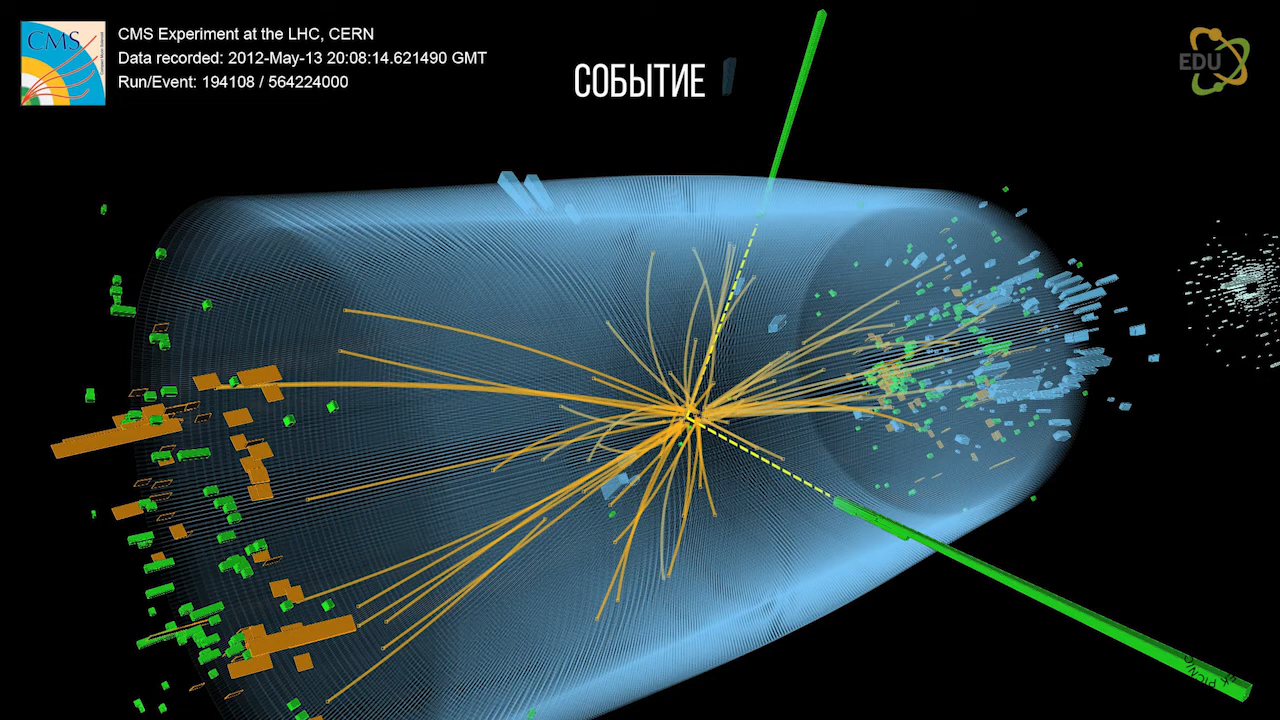 CMS
CMS Experiment at the LHC, CERN
Data recorded: 2012-May-13 20:08:14.621490 GMT
Run/Event: 194108 / 564224000
СОБЫТИЕ
EDU